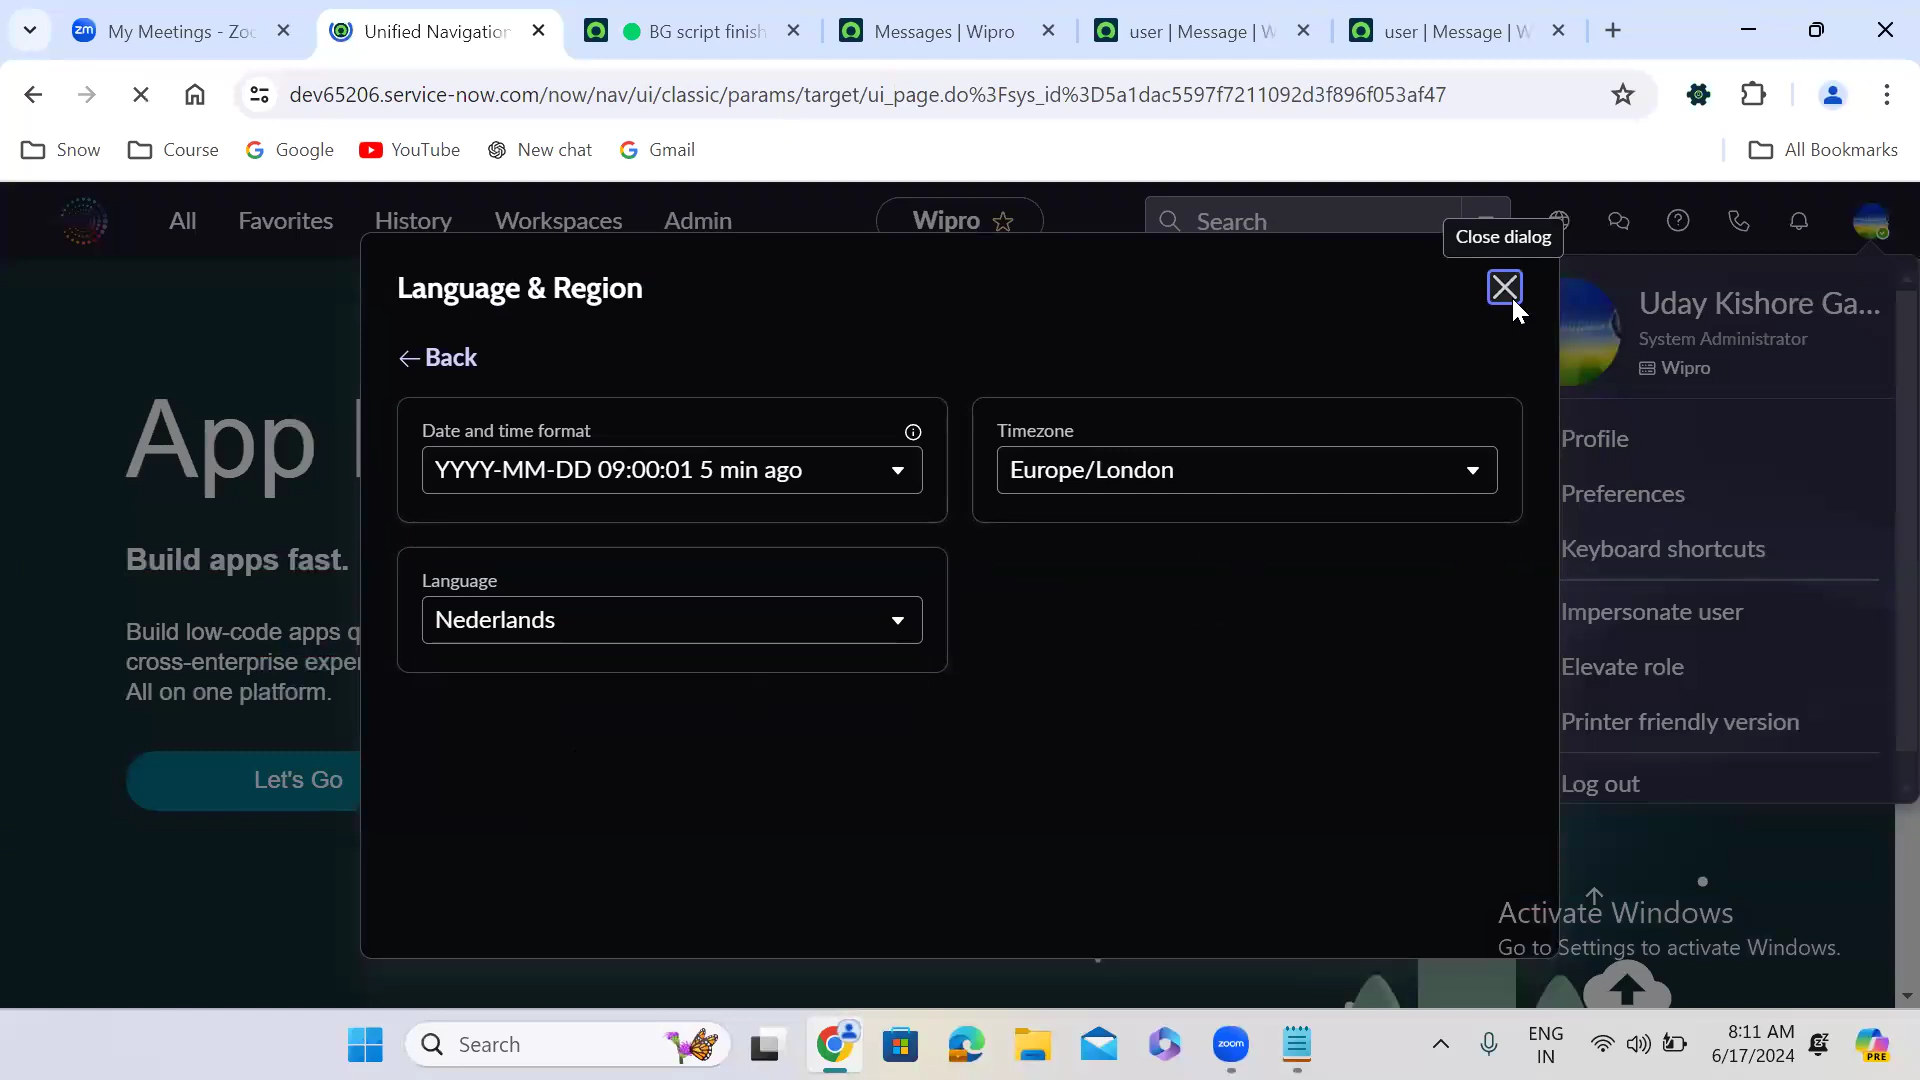 My Meetings - Zoo
Unified Navigation
BG script finish
Messages | Wipro
user | Message | W
user | Message | W
dev65206.service-now.com/now/nav/ui/classic/params/target/ui_page.do%3Fsys_id%3D5a1dac5597f7211092d3f896f053af47
Snow
Course
Google
YouTube
New chat
Gmail
All Bookmarks
All
Favorites
History
Workspaces
Admin
Wipro
Search
Close dialog
Language & Region
Back
Date and time format
YYYY-MM-DD 09:00:01 5 min ago
Timezone
Europe/London
Language
Nederlands
App
Build apps fast.
Build low-code apps q
cross-enterprise exper
All on one platform.
Let's Go
Uday Kishore Ga...
System Administrator
Wipro
Profile
Preferences
Keyboard shortcuts
Impersonate user
Elevate role
Printer friendly version
Log out
Activate Windows
Go to Settings to activate Windows.
Search
zoom
ENG
IN
8:11 AM
6/17/2024
PRE